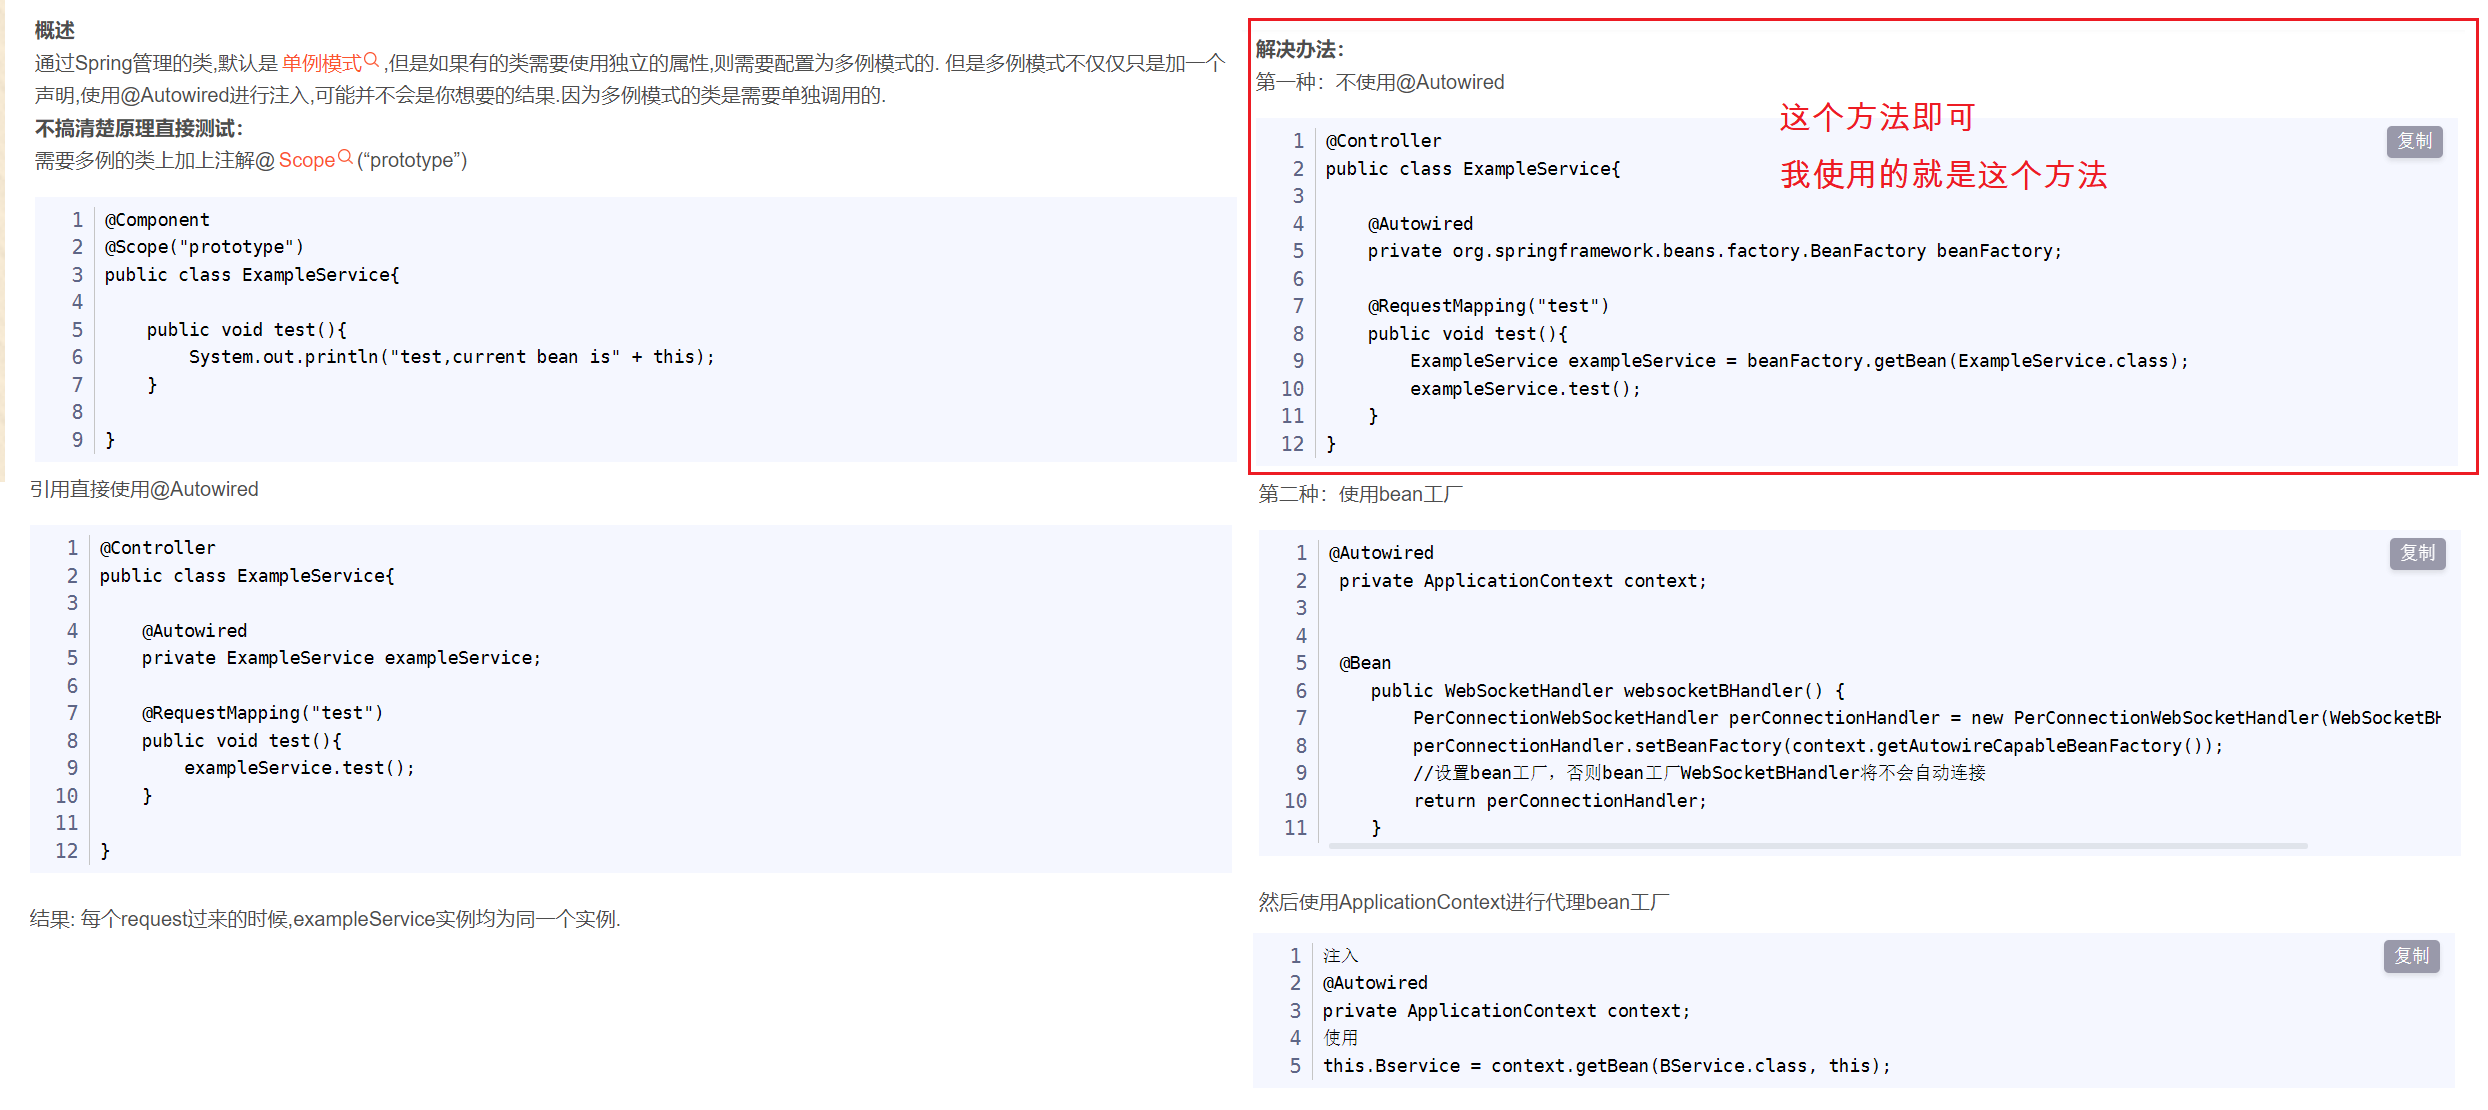 概述
通过Spring管理的类,默认是 单例模式 ,但是如果有的类需要使用独立的属性,则需要配置为多例模式的. 但是多例模式不仅仅只是加一个
声明,使用@Autowired进行注入,可能并不会是你想要的结果.因为多例模式的类是需要单独调用的.
不搞清楚原理直接测试：
需要多例的类上加上注解@ Scope (“prototype”)
1 @Component
2 @Scope("prototype")
3 public class ExampleService{
4
5     public void test(){
6         System.out.println("test,current bean is" + this);
7     }
8
9 }
引用直接使用@Autowired
1 @Controller
2 public class ExampleService{
3
4     @Autowired
5     private ExampleService exampleService;
6
7     @RequestMapping("test")
8     public void test(){
9         exampleService.test();
10     }
11
12 }
结果: 每个request过来的时候,exampleService实例均为同一个实例.
解决办法：
第一种：不使用@Autowired
这个方法即可
我使用的就是这个方法
复制
1 @Controller
2 public class ExampleService{
3
4     @Autowired
5     private org.springframework.beans.factory.BeanFactory beanFactory;
6
7     @RequestMapping("test")
8     public void test(){
9         ExampleService exampleService = beanFactory.getBean(ExampleService.class);
10         exampleService.test();
11     }
12 }
第二种：使用bean工厂
复制
1 @Autowired
2  private ApplicationContext context;
3
4
5  @Bean
6     public WebSocketHandler websocketBHandler() {
7         PerConnectionWebSocketHandler perConnectionHandler = new PerConnectionWebSocketHandler(WebSocketBH
8         perConnectionHandler.setBeanFactory(context.getAutowireCapableBeanFactory());
9         //设置bean工厂，否则bean工厂WebSocketBHandler将不会自动连接
10         return perConnectionHandler;
11     }
然后使用ApplicationContext进行代理bean工厂
复制
1 注入
2 @Autowired
3 private ApplicationContext context;
4 使用
5 this.Bservice = context.getBean(BService.class, this);